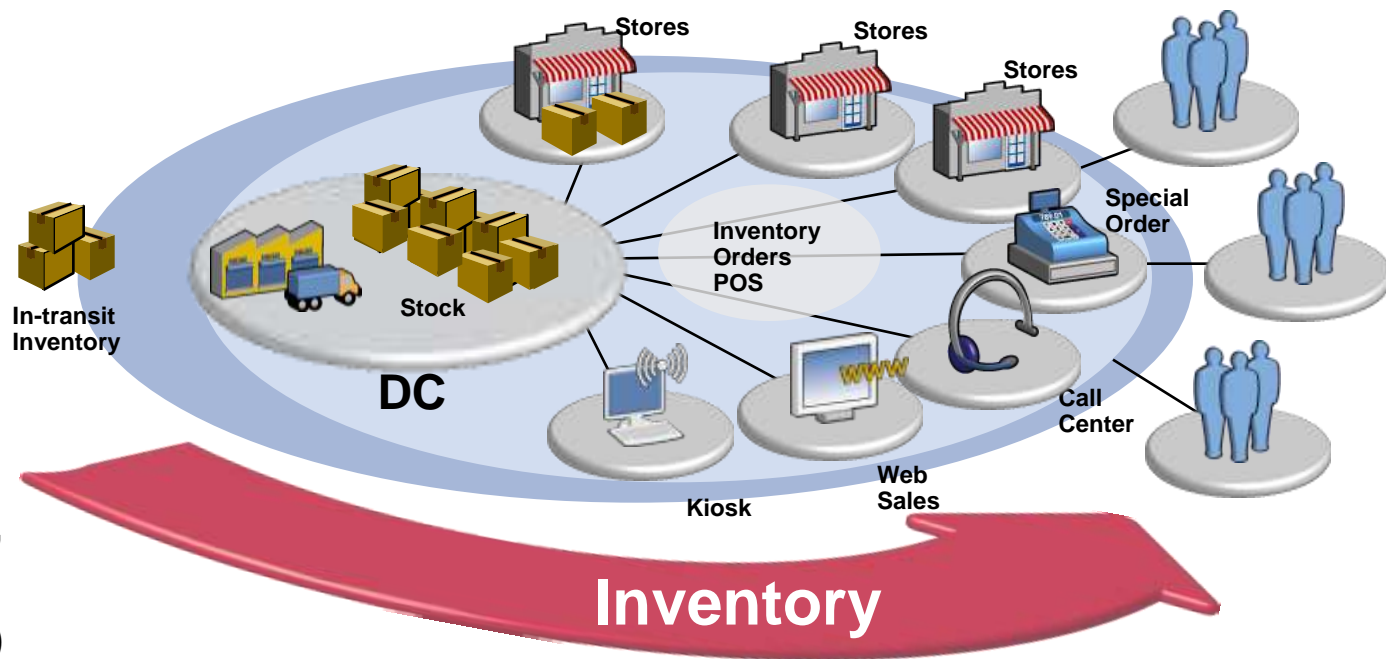 Stores
Stores
Stores
Special
Order
Inventory
Orders
POS
In-transit
Inventory
Stock
DC
www
Call
Center
Web
Sales
Kiosk
Inventory